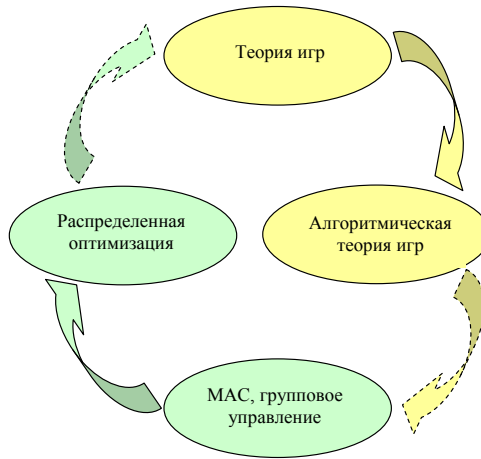 Теория игр
Распределенная
оптимизация
Алгоритмическая
теория игр
МАС, групповое
управление